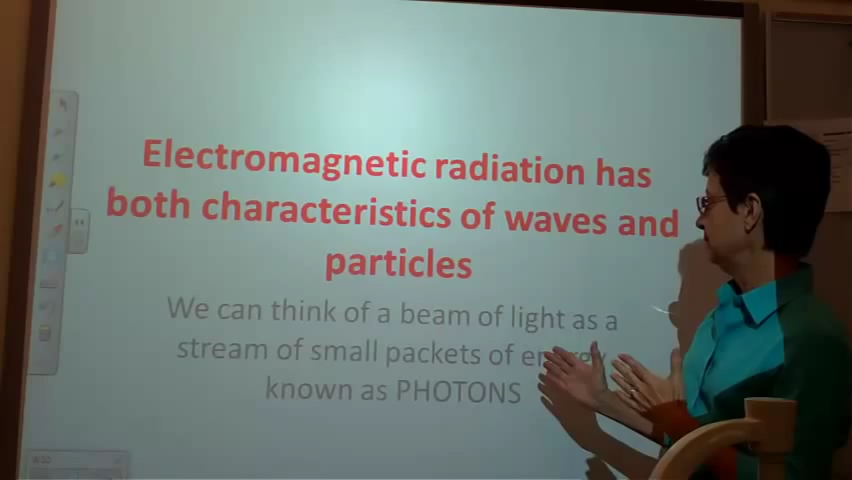 Electromagnetic radiation has
both characteristics of waves and
particles
We can think of a beam of light as a
stream of small packets of energy
known as PHOTONS